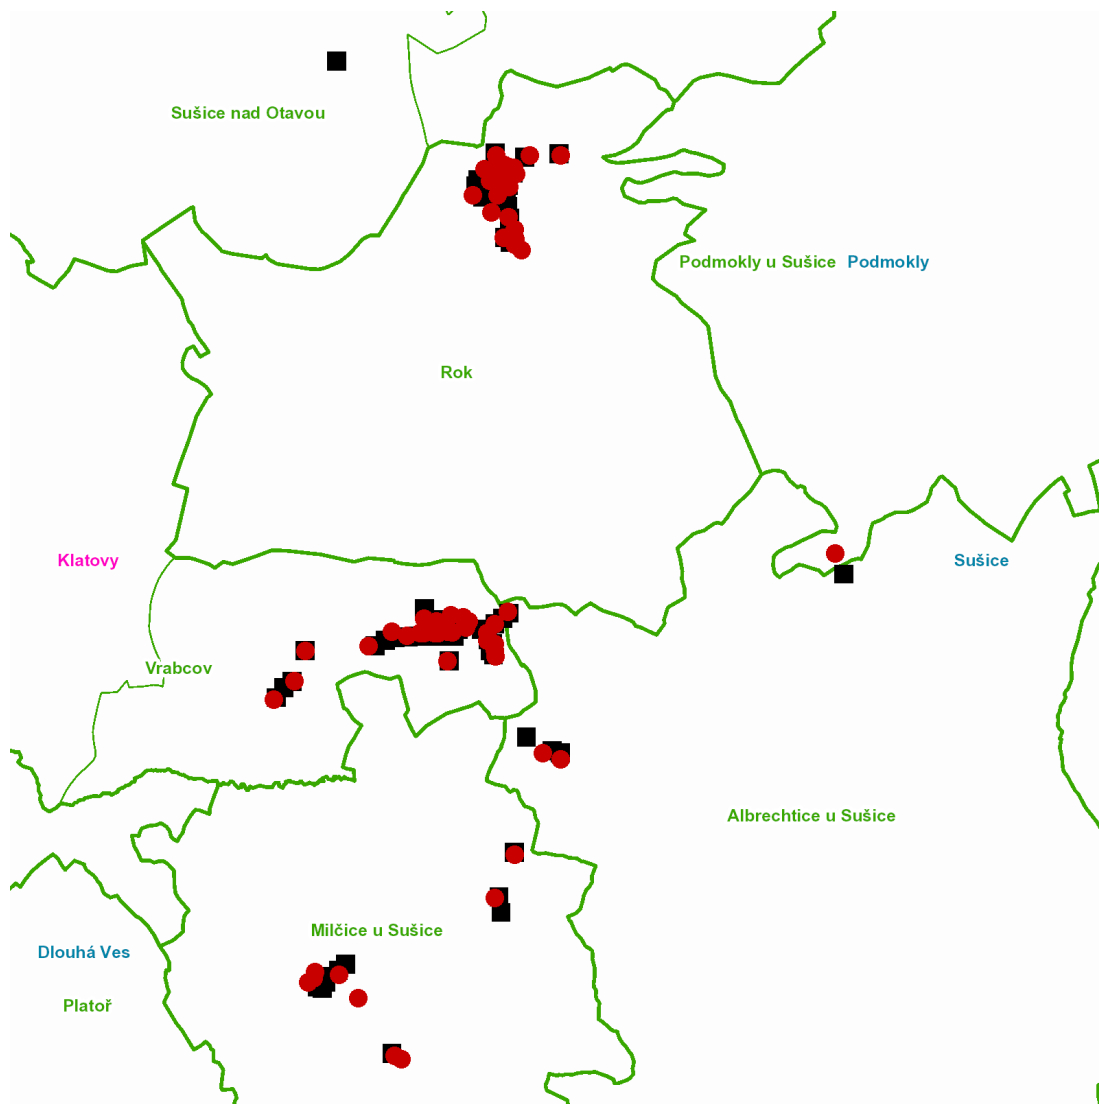 Sušice nad Otavou
Podmokly u Sušice Podmokly
Rok
Klatovy
Sušice
Vrabcov
Albrechtice u Sušice
Milčice u Sušice
Dlouhá Ves
Platoř